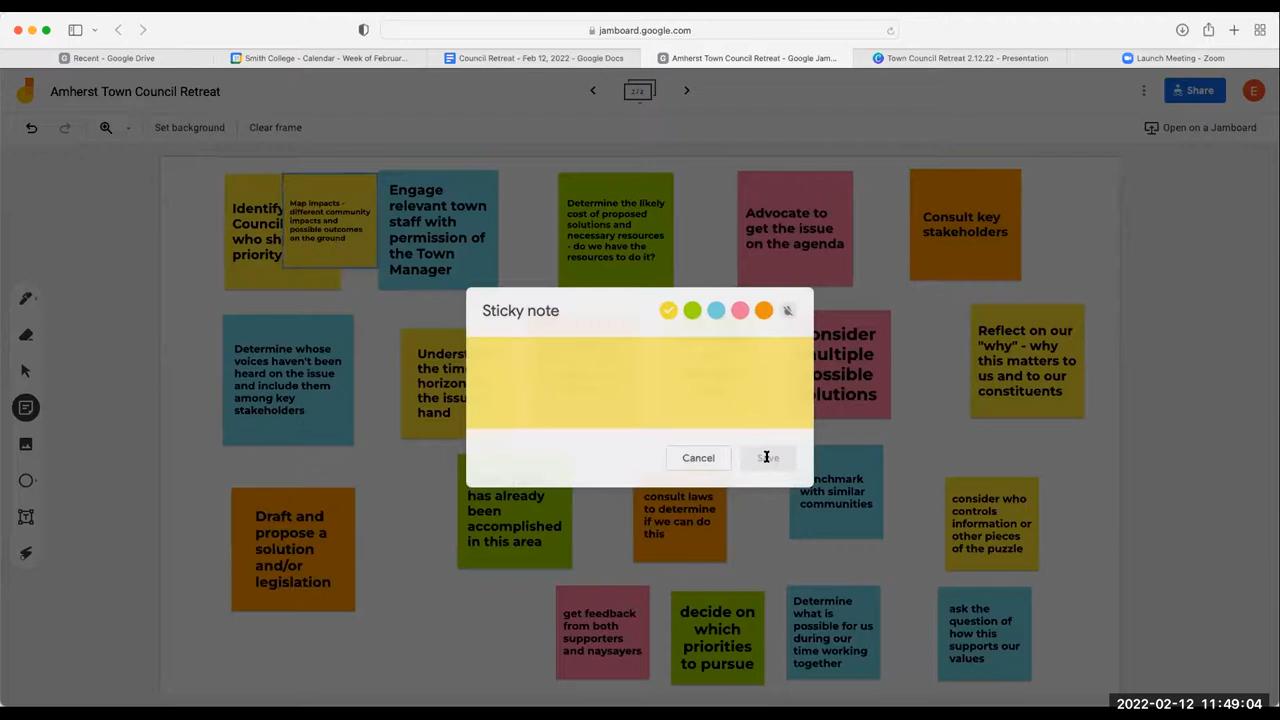 jamboard.google.com
Recent - Google Drive
Smith College - Calendar - Week of Februar...
Council Retreat - Feb 12, 2022 - Google Docs
Amherst Town Council Retreat - Google Jam...
Town Council Retreat 2.12.22 - Presentation
Launch Meeting - Zoom
Amherst Town Council Retreat
2 / 2
Share
E
Set background
Clear frame
Open on a Jamboard
Identify
Council
who sh
priority
Map impacts -
different community
impacts and
possible outcomes
on the ground
Engage
relevant town
staff with
permission of
the Town
Manager
Determine the likely
cost of proposed
solutions and
necessary resources
- do we have the
resources to do it?
Advocate to
get the issue
on the agenda
Consult key
stakeholders
Sticky note
Cancel
Save
Determine whose
voices haven't been
heard on the issue
and include them
among key
stakeholders
Underst
the time
horizon
the issu
hand
onsider
ultiple
ossible
olutions
Reflect on our
"why" - why
this matters to
us and to our
constituents
Draft and
propose a
solution
and/or
legislation
has already
been
accomplished
in this area
consult laws
to determine
if we can do
this
nchmark
with similar
communities
consider who
controls
information or
other pieces
of the puzzle
get feedback
from both
supporters
and naysayers
decide on
which
priorities
to pursue
Determine
what is
possible for us
during our
time working
together
ask the
question of
how this
supports our
values
2022-02-12 11:49:04